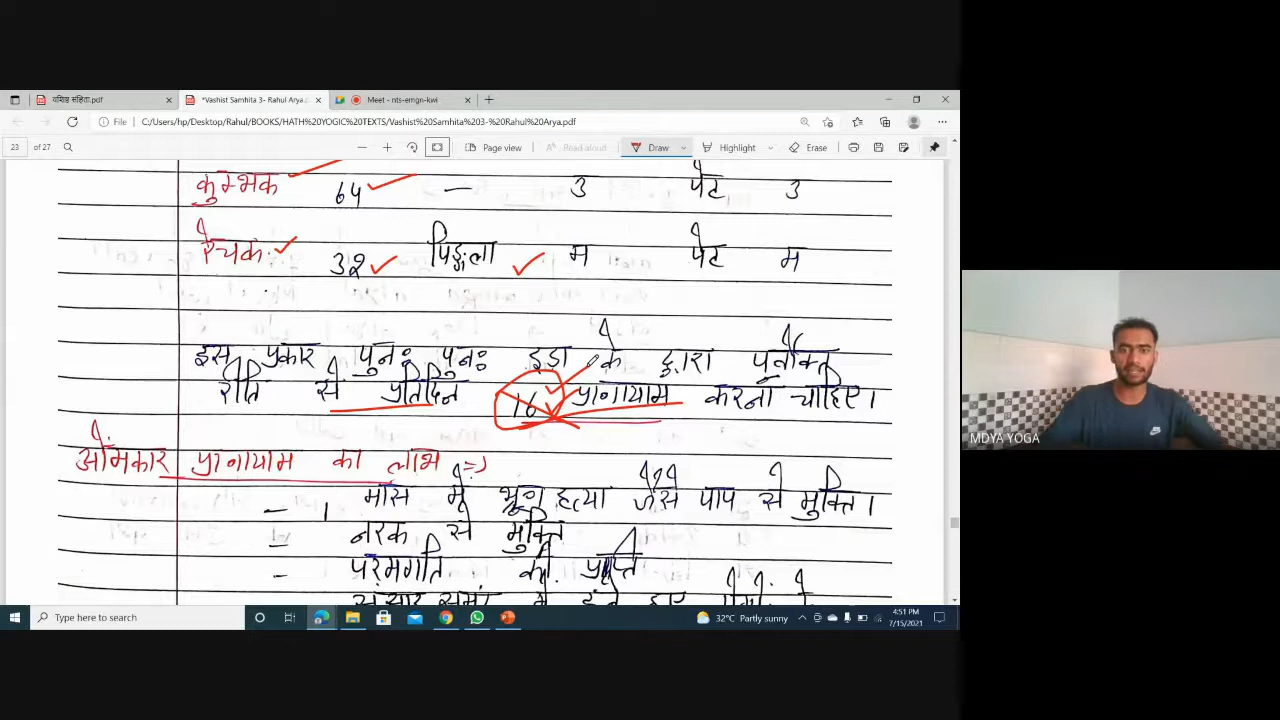 वशिष्ठ संहिता.pdf
*Vashist Samhita 3- Rahul Arya.
Meet - nts-emgn-kwi
File
C:/Users/hp/Desktop/Rahul/BOOKS/HATH%20YOGIC%20TEXTS/Vashist%20Samhita%203-%20Rahul%20Arya.pdf
23 of 27
Page view
Read aloud
Draw
Highlight
Erase
कुम्भक 64 — उ पेट उ
रेचक 32 पिङ्गला म पेट म
इस प्रकार पुनः पुनः इडा के द्वारा पूर्वोक्त
रीति से प्रतिदिन 16 प्राणायाम करना चाहिए।
ओमकार प्राणायाम का लाभ =>
- 1 मास में भ्रूण हत्या जैसे पाप से मुक्ति।
= नरक से मुक्ति
- परमगति की प्राप्ति
MDYA YOGA
Type here to search
32°C Partly sunny
4:51 PM
7/15/2021